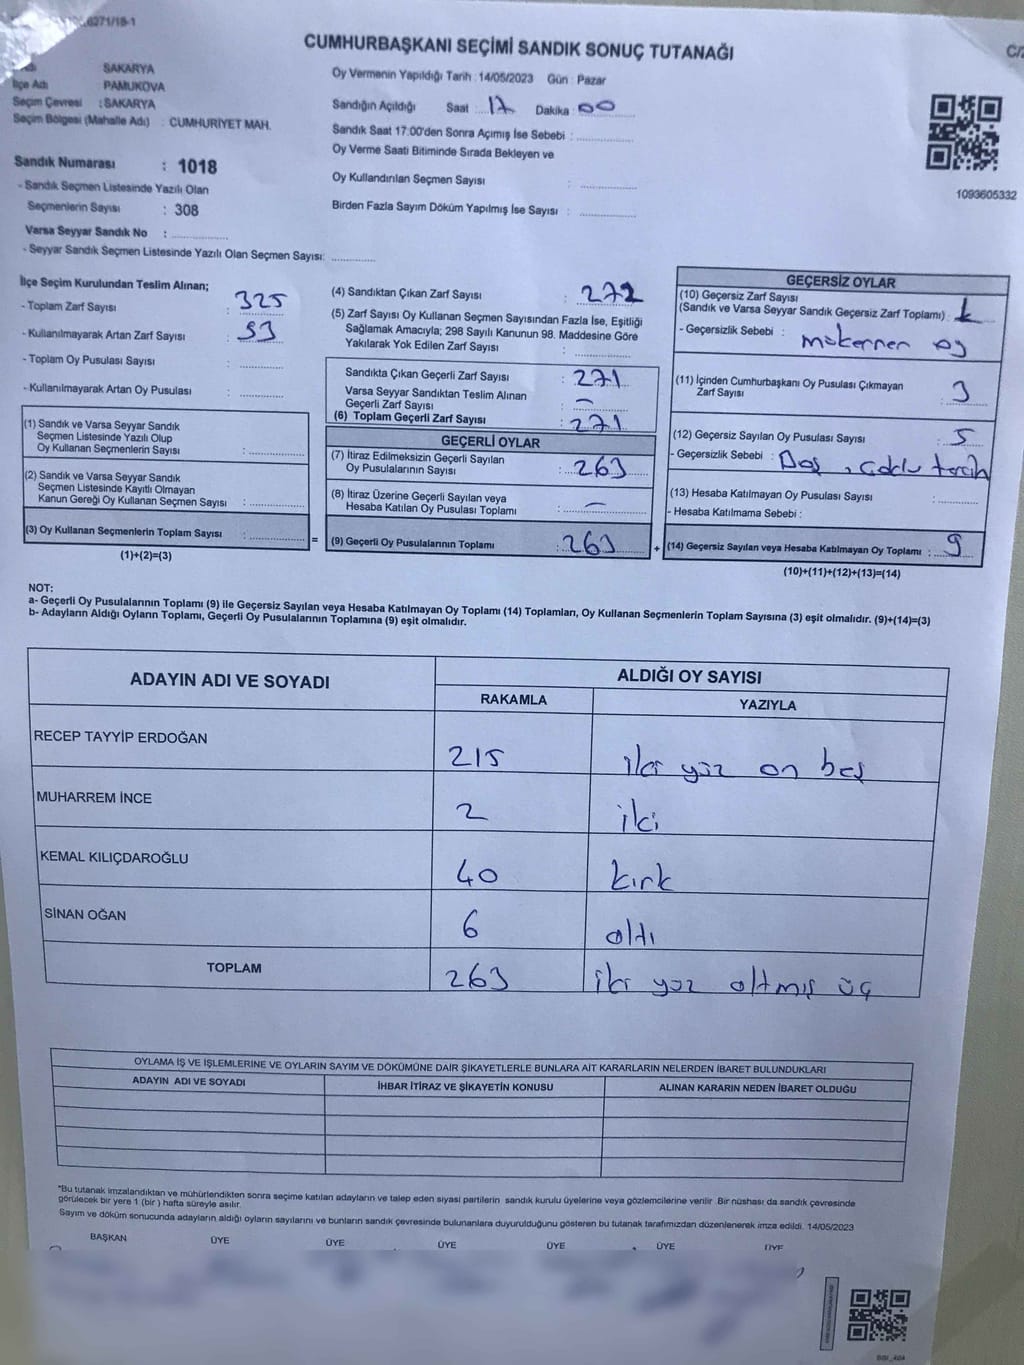 6271/18-1
CUMHURBAŞKANI SEÇİMİ SANDIK SONUÇ TUTANAĞI
C/2
SAKARYA
İlçe Adı PAMUKOVA
Seçim Çevresi : SAKARYA
Seçim Bölgesi (Mahalle Adı) : CUMHURİYET MAH.
Sandık Numarası : 1018
- Sandık Seçmen Listesinde Yazılı Olan
Seçmenlerin Sayısı : 308
Varsa Seyyar Sandık No :
- Seyyar Sandık Seçmen Listesinde Yazılı Olan Seçmen Sayısı:
Oy Vermenin Yapıldığı Tarih : 14/05/2023 Gün : Pazar
Sandığın Açıldığı Saat : 17 Dakika : 00
Sandık Saat 17:00'den Sonra Açımış İse Sebebi :
Oy Verme Saati Bitiminde Sırada Bekleyen ve
Oy Kullandırılan Seçmen Sayısı :
Birden Fazla Sayım Döküm Yapılmış İse Sayısı :
1093605332
İlçe Seçim Kurulundan Teslim Alınan;
- Toplam Zarf Sayısı : 325
- Kullanılmayarak Artan Zarf Sayısı : 53
- Toplam Oy Pusulası Sayısı :
- Kullanılmayarak Artan Oy Pusulası :
(1) Sandık ve Varsa Seyyar Sandık
Seçmen Listesinde Yazılı Olup
Oy Kullanan Seçmenlerin Sayısı :
(2) Sandık ve Varsa Seyyar Sandık
Seçmen Listesinde Kayıtlı Olmayan
Kanun Gereği Oy Kullanan Seçmen Sayısı :
(3) Oy Kullanan Seçmenlerin Toplam Sayısı : =
(1)+(2)=(3)
(4) Sandıktan Çıkan Zarf Sayısı : 272
(5) Zarf Sayısı Oy Kullanan Seçmen Sayısından Fazla İse, Eşitliği
Sağlamak Amacıyla; 298 Sayılı Kanunun 98. Maddesine Göre
Yakılarak Yok Edilen Zarf Sayısı :
Sandıkta Çıkan Geçerli Zarf Sayısı : 271
Varsa Seyyar Sandıktan Teslim Alınan
Geçerli Zarf Sayısı : -
(6) Toplam Geçerli Zarf Sayısı : 271
GEÇERLİ OYLAR
(7) İtiraz Edilmeksizin Geçerli Sayılan
Oy Pusulalarının Sayısı : 263
(8) İtiraz Üzerine Geçerli Sayılan veya
Hesaba Katılan Oy Pusulası Toplamı : -
(9) Geçerli Oy Pusulalarının Toplamı : 263 +
GEÇERSİZ OYLAR
(10) Geçersiz Zarf Sayısı
(Sandık ve Varsa Seyyar Sandık Geçersiz Zarf Toplamı) :
- Geçersizlik Sebebi : mükerrer oy
(11) İçinden Cumhurbaşkanı Oy Pusulası Çıkmayan
Zarf Sayısı : 3
(12) Geçersiz Sayılan Oy Pusulası Sayısı : 5
- Geçersizlik Sebebi : Boş, çoklu tercih
(13) Hesaba Katılmayan Oy Pusulası Sayısı :
- Hesaba Katılmama Sebebi :
(14) Geçersiz Sayılan veya Hesaba Katılmayan Oy Toplamı : 9
(10)+(11)+(12)+(13)=(14)
NOT:
a- Geçerli Oy Pusulalarının Toplamı (9) ile Geçersiz Sayılan veya Hesaba Katılmayan Oy Toplamı (14) Toplamları, Oy Kullanan Seçmenlerin Toplam Sayısına (3) eşit olmalıdır. (9)+(14)=(3)
b- Adayların Aldığı Oyların Toplamı, Geçerli Oy Pusulalarının Toplamına (9) eşit olmalıdır.
ADAYIN ADI VE SOYADI
ALDIĞI OY SAYISI
RAKAMLA YAZIYLA
RECEP TAYYİP ERDOĞAN 215 iki yüz on beş
MUHARREM İNCE 2 iki
KEMAL KILIÇDAROĞLU 40 kırk
SİNAN OĞAN 6 altı
TOPLAM 263 iki yüz altmış üç
OYLAMA İŞ VE İŞLEMLERİNE VE OYLARIN SAYIM VE DÖKÜMÜNE DAİR ŞİKAYETLERLE BUNLARA AİT KARARLARIN NELERDEN İBARET BULUNDUKLARI
ADAYIN ADI VE SOYADI İHBAR İTİRAZ VE ŞİKAYETİN KONUSU ALINAN KARARIN NEDEN İBARET OLDUĞU
*Bu tutanak imzalandıktan ve mühürlendikten sonra seçime katılan adayların ve talep eden siyasi partilerin sandık kurulu üyelerine veya gözlemcilerine verilir. Bir nüshası da sandık çevresinde
görülecek bir yere 1 (bir) hafta süreyle asılır.
Sayım ve döküm sonucunda adayların aldığı oyların sayılarını ve bunların sandık çevresinde bulunanlara duyurulduğunu gösteren bu tutanak tarafımızdan düzenlenerek imza edildi. 14/05/2023
BAŞKAN ÜYE ÜYE ÜYE ÜYE ÜYE ÜYE